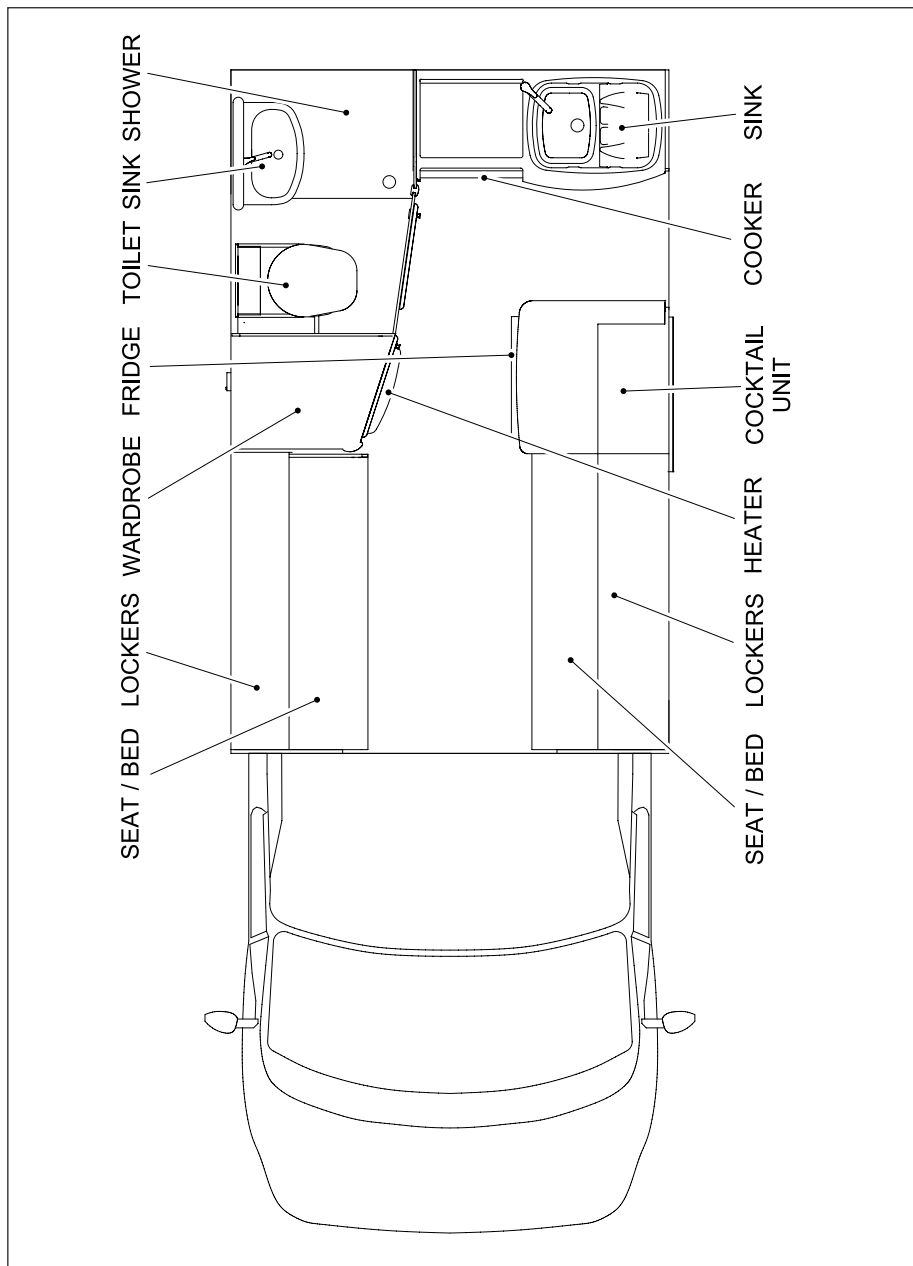 SEAT / BED
LOCKERS
WARDROBE
FRIDGE
TOILET
SINK
SHOWER
SEAT / BED
LOCKERS
HEATER
COCKTAIL
UNIT
COOKER
SINK